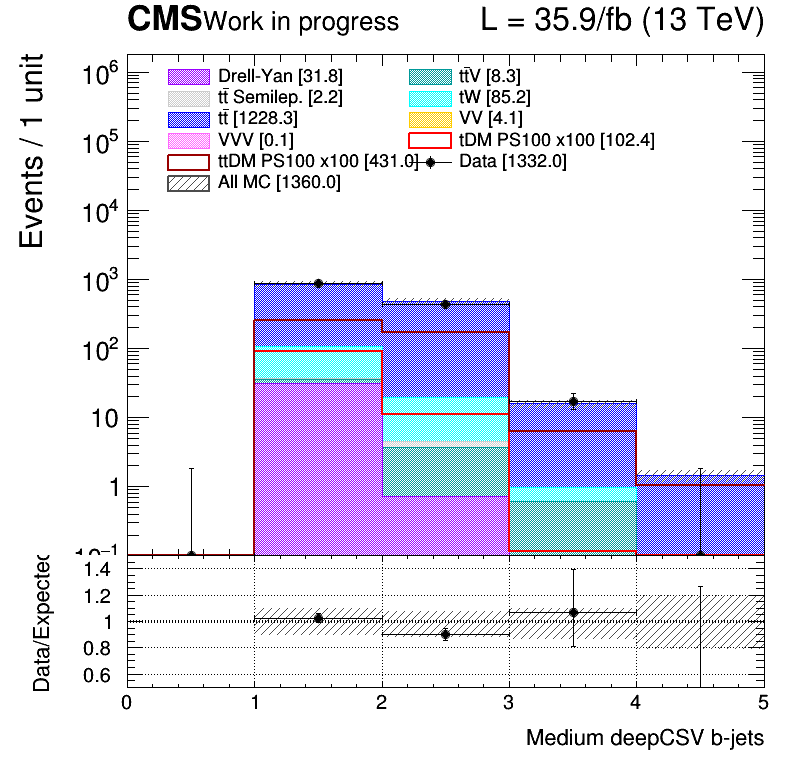 CMS Work in progress L = 35.9/fb (13 TeV)
Events / 1 unit
Drell-Yan [31.8] tt̄V [8.3]
tt̄ Semilep. [2.2] tW [85.2]
tt̄ [1228.3] VV [4.1]
VVV [0.1] tDM PS100 x100 [102.4]
ttDM PS100 x100 [431.0] Data [1332.0]
All MC [1360.0]
10⁶
10⁵
10⁴
10³
10²
10
1
10⁻¹
Data/Expected
1.4
1.2
1
0.8
0.6
0 1 2 3 4 5
Medium deepCSV b-jets